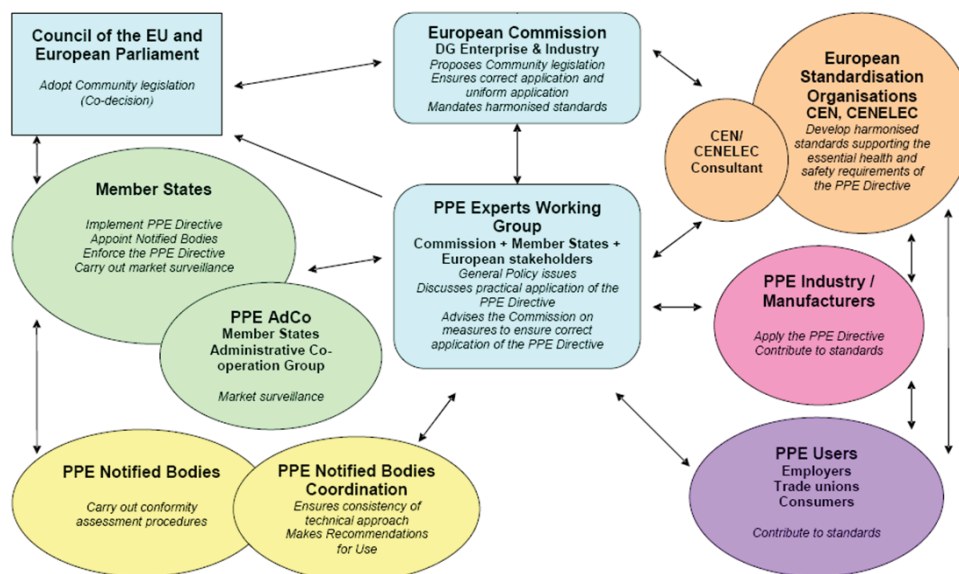 Council of the EU and
European Parliament
Adopt Community legislation
(Co-decision)
European Commission
DG Enterprise & Industry
Proposes Community legislation
Ensures correct application and
uniform application
Mandates harmonised standards
European
Standardisation
Organisations
CEN, CENELEC
Develop harmonised
standards supporting the
essential health and
safety requirements of
the PPE Directive
CEN/
CENELEC
Consultant
Member States
Implement PPE Directive
Appoint Notified Bodies
Enforce the PPE Directive
Carry out market surveillance
PPE Experts Working
Group
Commission + Member States +
European stakeholders
General Policy issues
Discusses practical application of the
PPE Directive
Advises the Commission on
measures to ensure correct
application of the PPE Directive
PPE Industry /
Manufacturers
Apply the PPE Directive
Contribute to standards
PPE AdCo
Member States
Administrative Co-
operation Group
Market surveillance
PPE Notified Bodies
Carry out conformity
assessment procedures
PPE Notified Bodies
Coordination
Ensures consistency of
technical approach
Makes Recommendations
for Use
PPE Users
Employers
Trade unions
Consumers
Contribute to standards